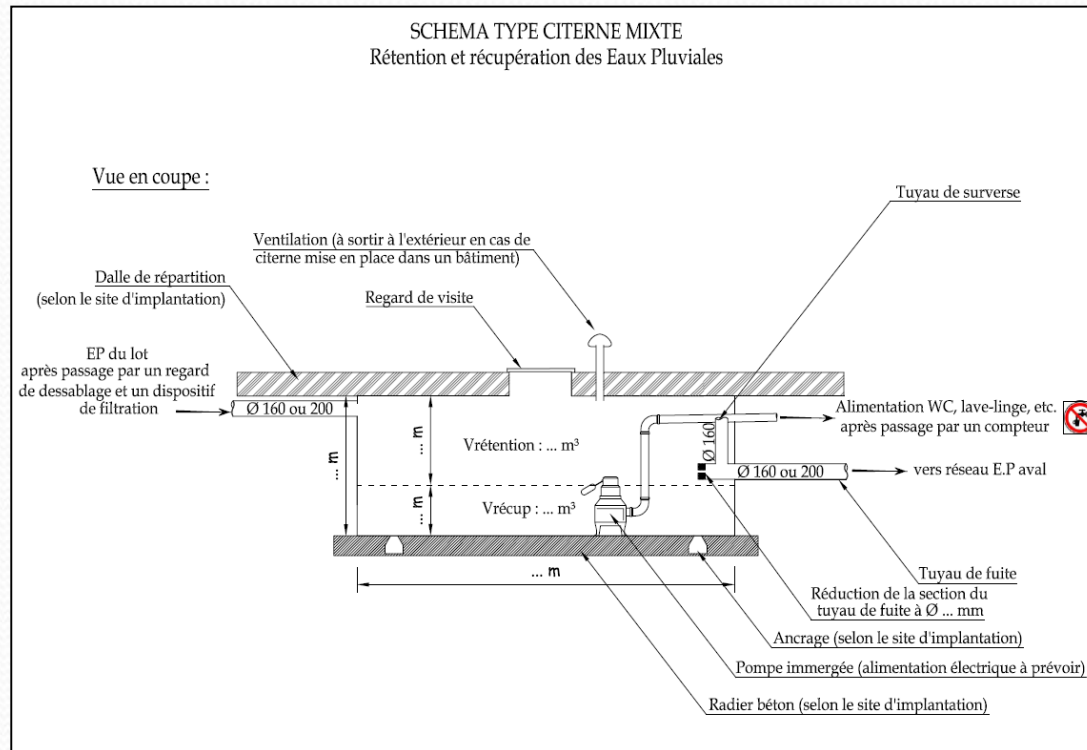 SCHEMA TYPE CITERNE MIXTE
Rétention et récupération des Eaux Pluviales
Vue en coupe :
Tuyau de surverse
Ventilation (à sortir à l'extérieur en cas de
citerne mise en place dans un bâtiment)
Dalle de répartition
(selon le site d'implantation)
Regard de visite
EP du lot
après passage par un regard
de dessablage et un dispositif
de filtration
Ø 160 ou 200
Alimentation WC, lave-linge, etc.
après passage par un compteur
... m
... m
Vrétention : ... m³
Ø 160
Ø 160 ou 200
vers réseau E.P aval
... m
Vrécup : ... m³
... m
Tuyau de fuite
Réduction de la section du
tuyau de fuite à Ø ... mm
Ancrage (selon le site d'implantation)
Pompe immergée (alimentation électrique à prévoir)
Radier béton (selon le site d'implantation)